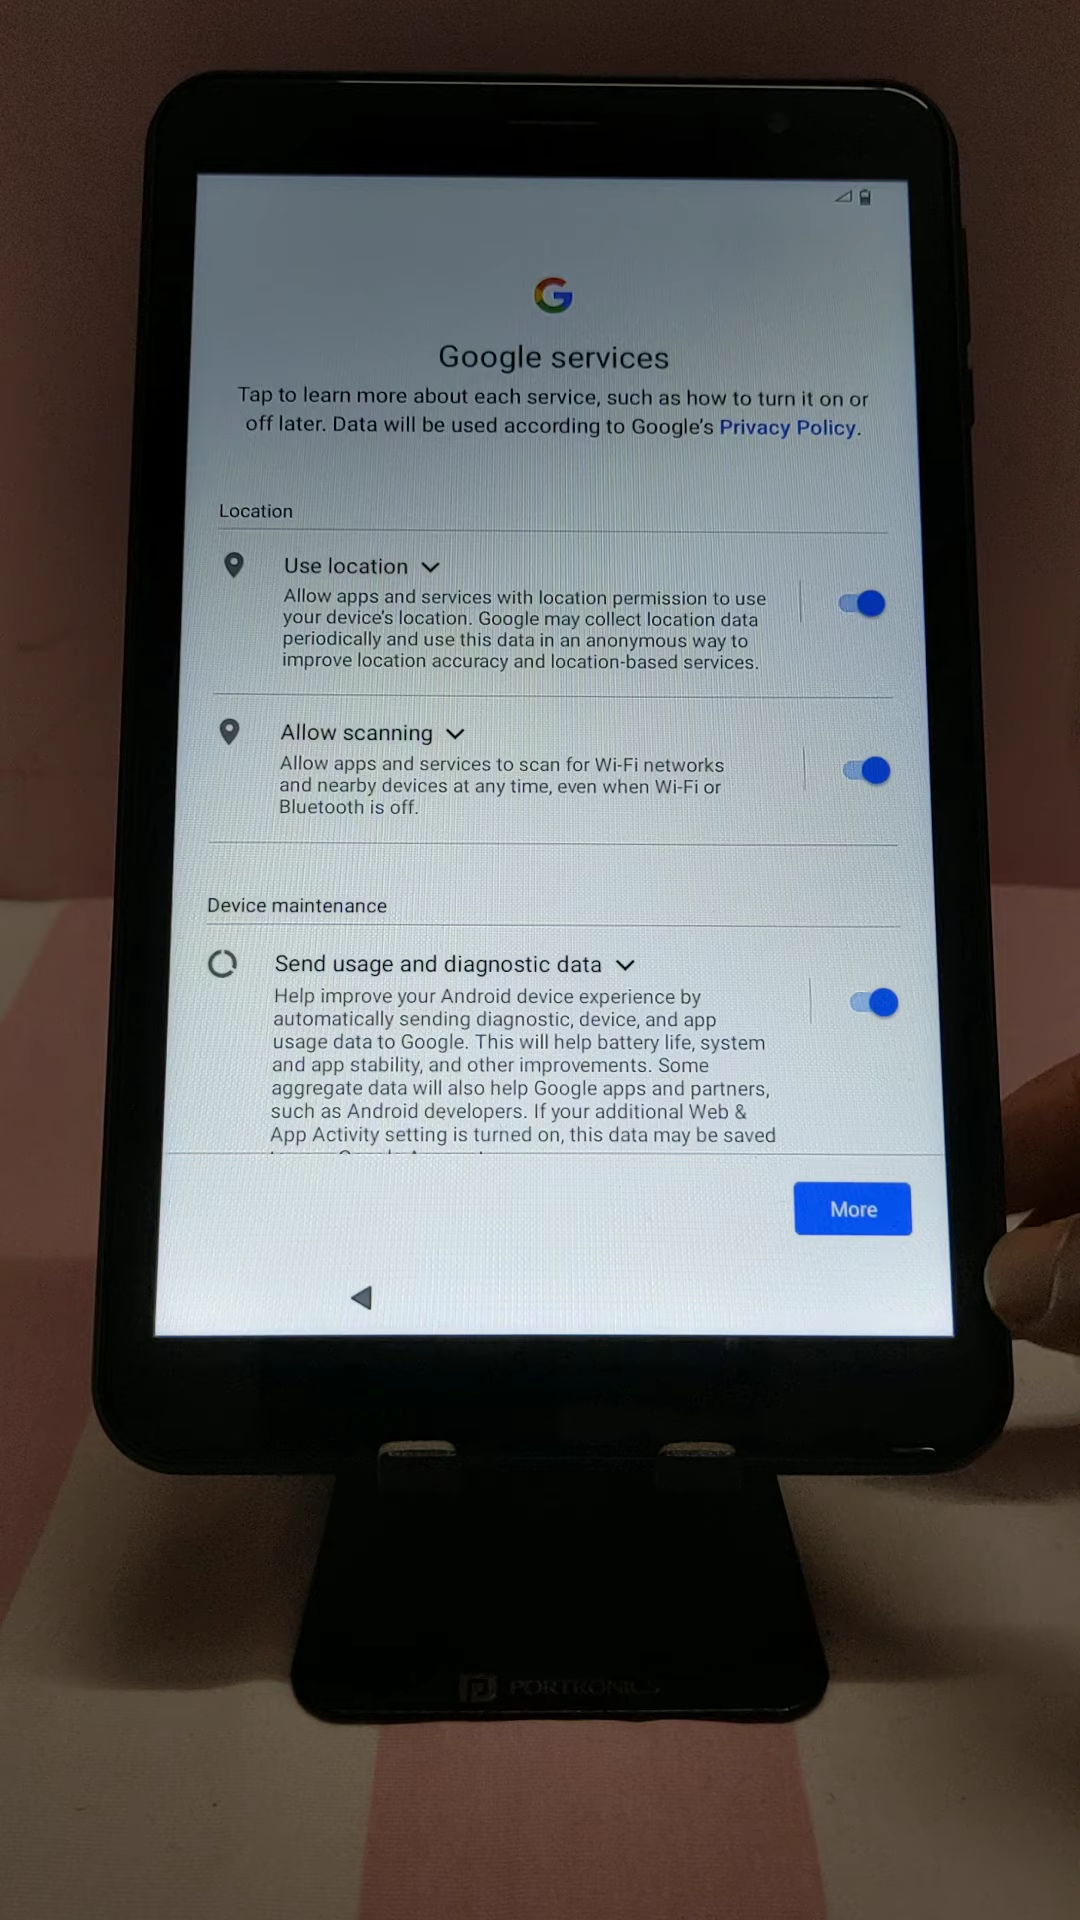 Google services
Tap to learn more about each service, such as how to turn it on or
off later. Data will be used according to Google's Privacy Policy.
Location
Use location
Allow apps and services with location permission to use
your device's location. Google may collect location data
periodically and use this data in an anonymous way to
improve location accuracy and location-based services.
Allow scanning
Allow apps and services to scan for Wi-Fi networks
and nearby devices at any time, even when Wi-Fi or
Bluetooth is off.
Device maintenance
Send usage and diagnostic data
Help improve your Android device experience by
automatically sending diagnostic, device, and app
usage data to Google. This will help battery life, system
and app stability, and other improvements. Some
aggregate data will also help Google apps and partners,
such as Android developers. If your additional Web &
App Activity setting is turned on, this data may be saved
More
PORTRONICS